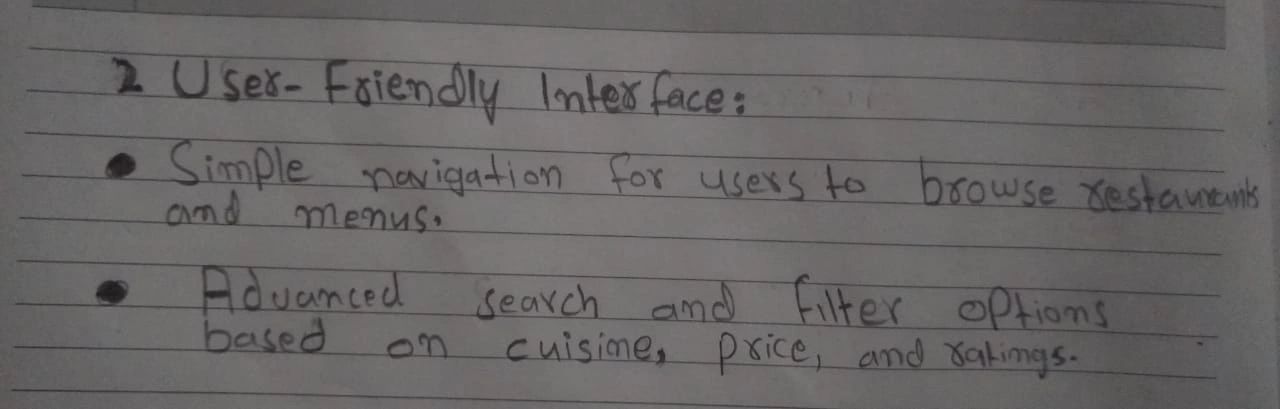 2 User-Friendly Interface:
• Simple navigation for users to browse restaurants
and menus.
• Advanced search and filter options
based on cuisine, price, and ratings.